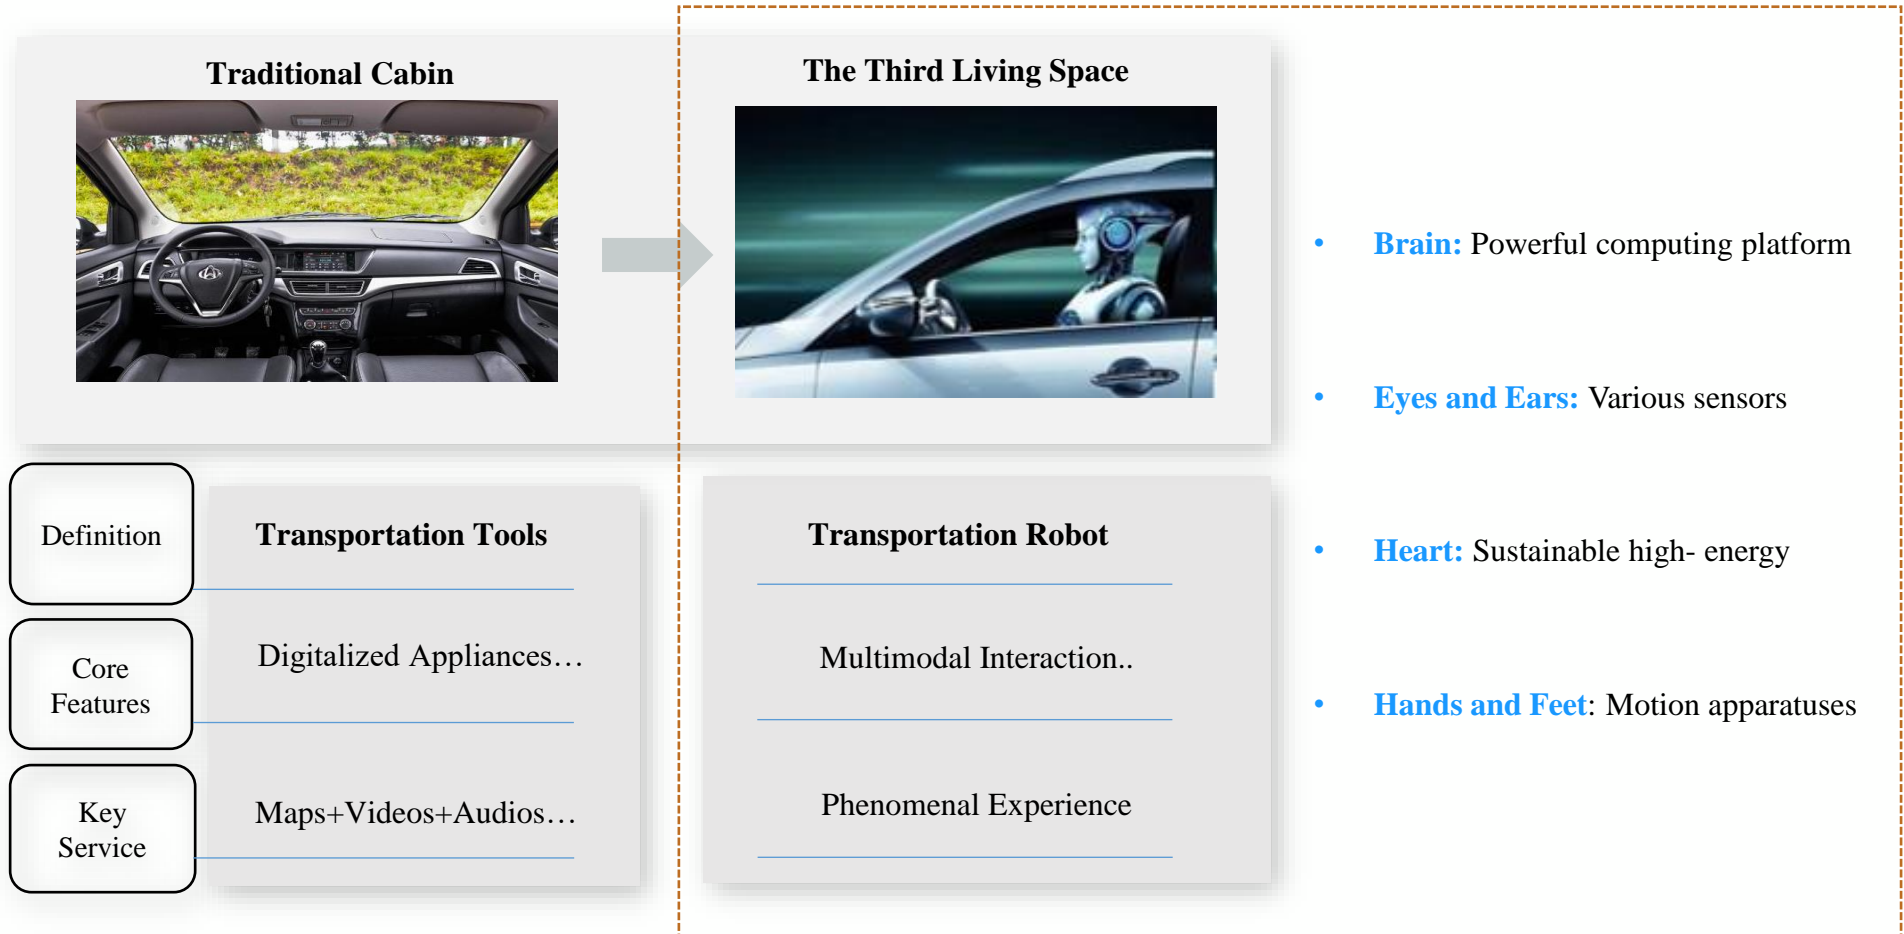 Traditional Cabin
The Third Living Space
• Brain: Powerful computing platform
• Eyes and Ears: Various sensors
• Heart: Sustainable high- energy
• Hands and Feet: Motion apparatuses
Definition
Transportation Tools
Transportation Robot
Core
Features
Digitalized Appliances…
Multimodal Interaction..
Key
Service
Maps+Videos+Audios…
Phenomenal Experience